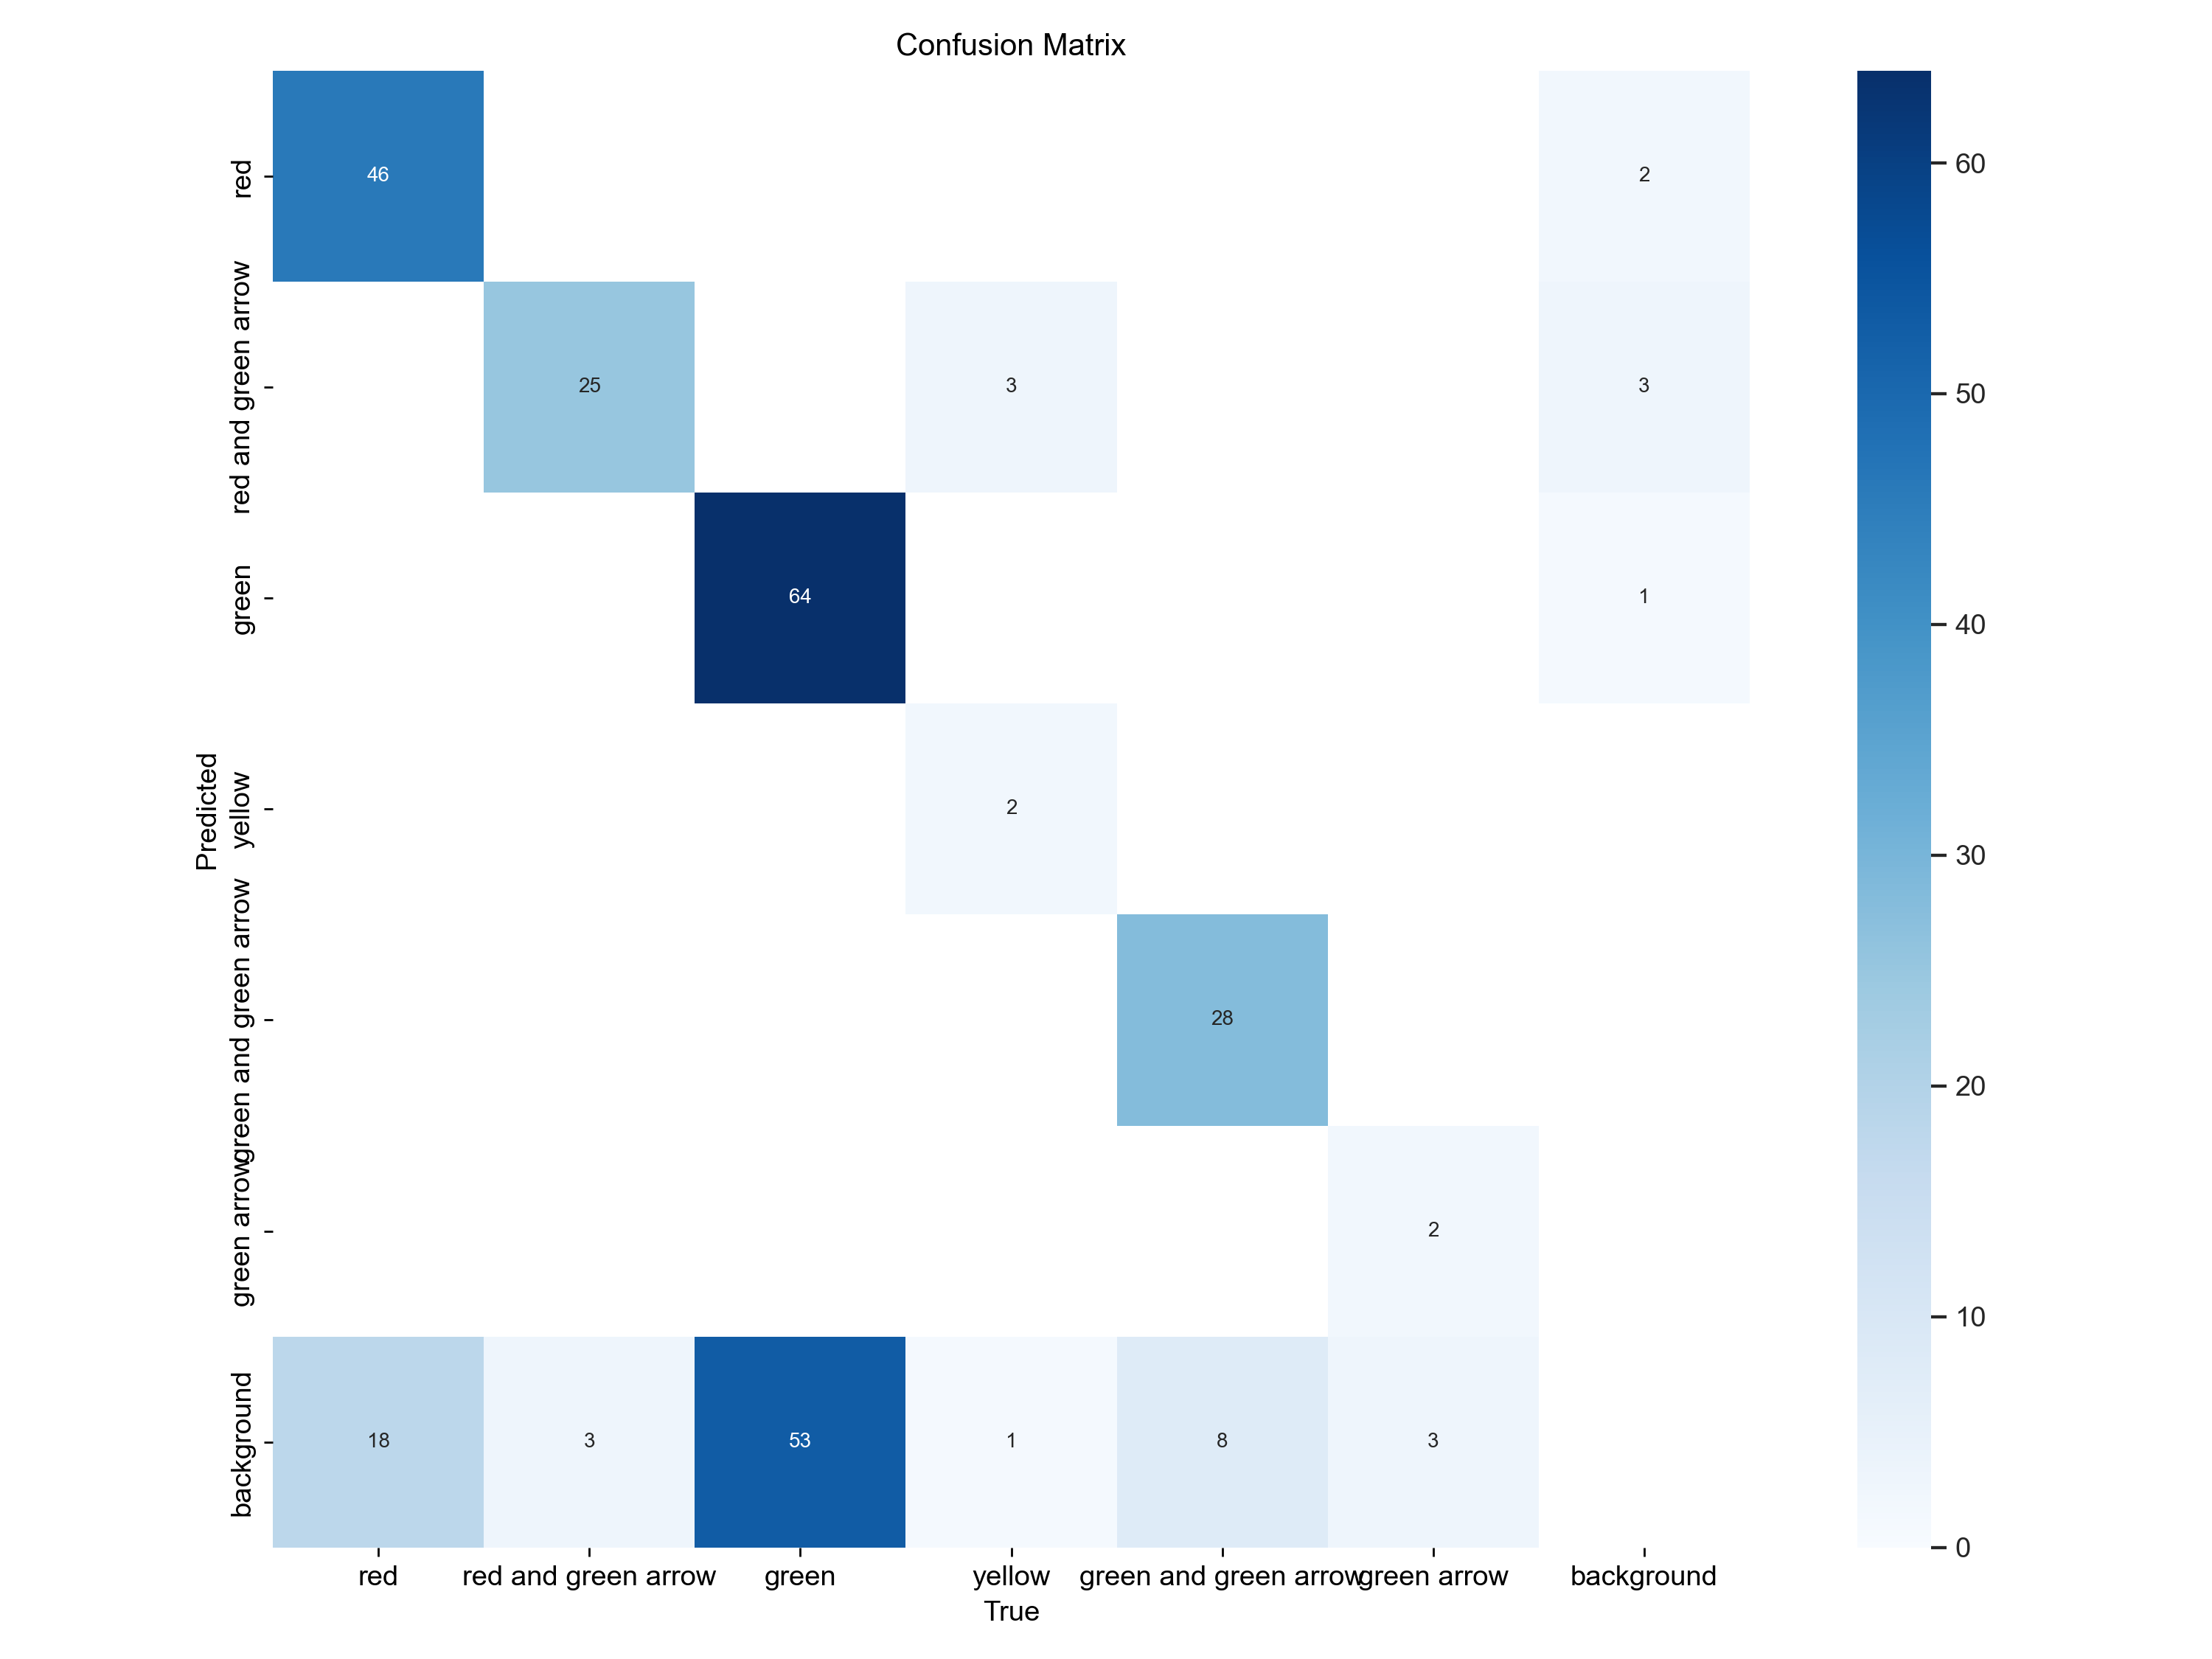 Confusion Matrix
Predicted
red
46
2
red and green arrow
25
3
3
green
64
1
yellow
2
green and green arrow
28
green arrow
2
background
18
3
53
1
8
3
red
red and green arrow
green
yellow
green and green arrow
green arrow
background
True
60
50
40
30
20
10
0